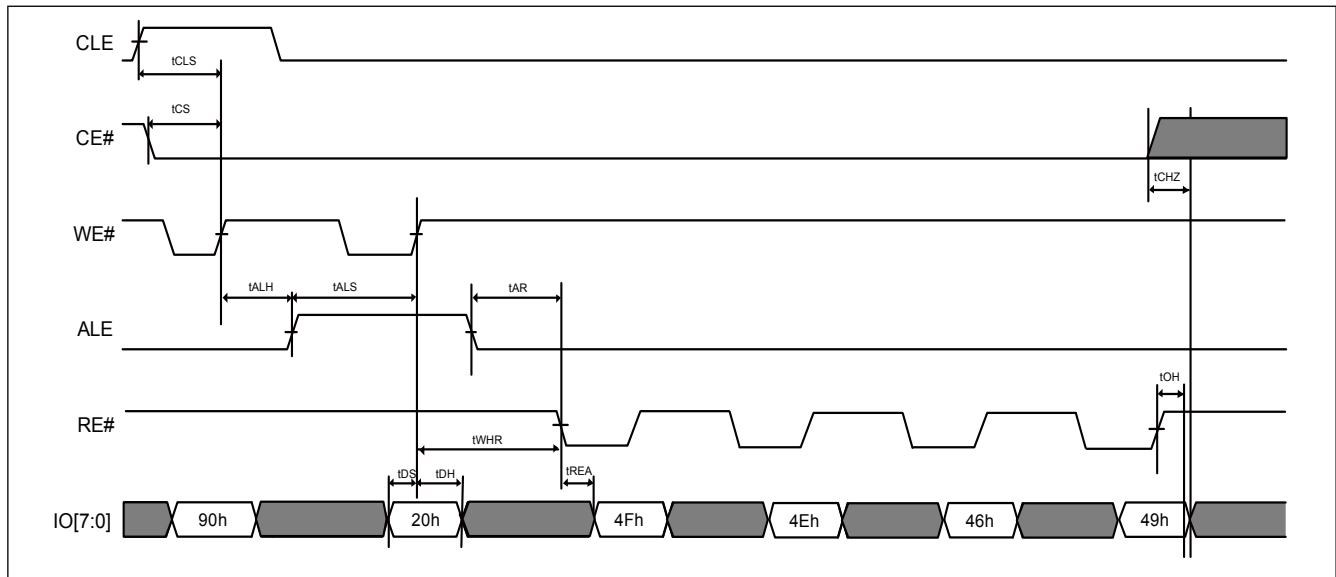 CLE
tCLS
tCS
CE#
tCHZ
WE#
tALH
tALS
tAR
ALE
tOH
RE#
tWHR
tDS
tDH
tREA
IO[7:0]
90h
20h
4Fh
4Eh
46h
49h